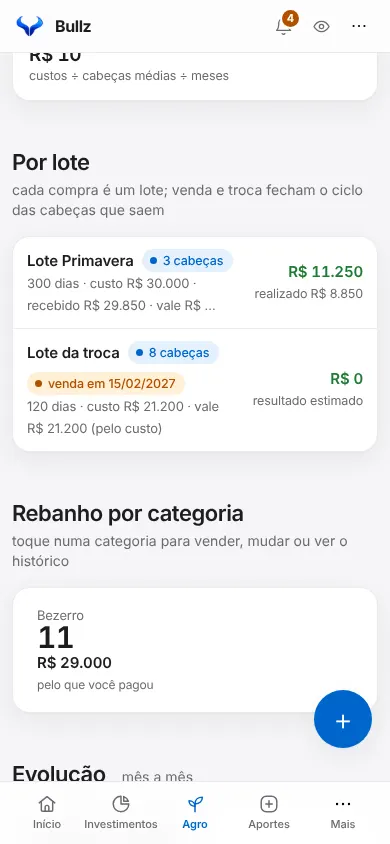 Bullz
4
R$ 10
custos ÷ cabeças médias ÷ meses
Por lote
cada compra é um lote; venda e troca fecham o ciclo
das cabeças que saem
Lote Primavera
3 cabeças
300 dias · custo R$ 30.000 ·
recebido R$ 29.850 · vale R$ ...
R$ 11.250
realizado R$ 8.850
Lote da troca
8 cabeças
venda em 15/02/2027
120 dias · custo R$ 21.200 · vale
R$ 21.200 (pelo custo)
R$ 0
resultado estimado
Rebanho por categoria
toque numa categoria para vender, mudar ou ver o
histórico
Bezerro
11
R$ 29.000
pelo que você pagou
Evolução mês a mês
Início
Investimentos
Agro
Aportes
Mais